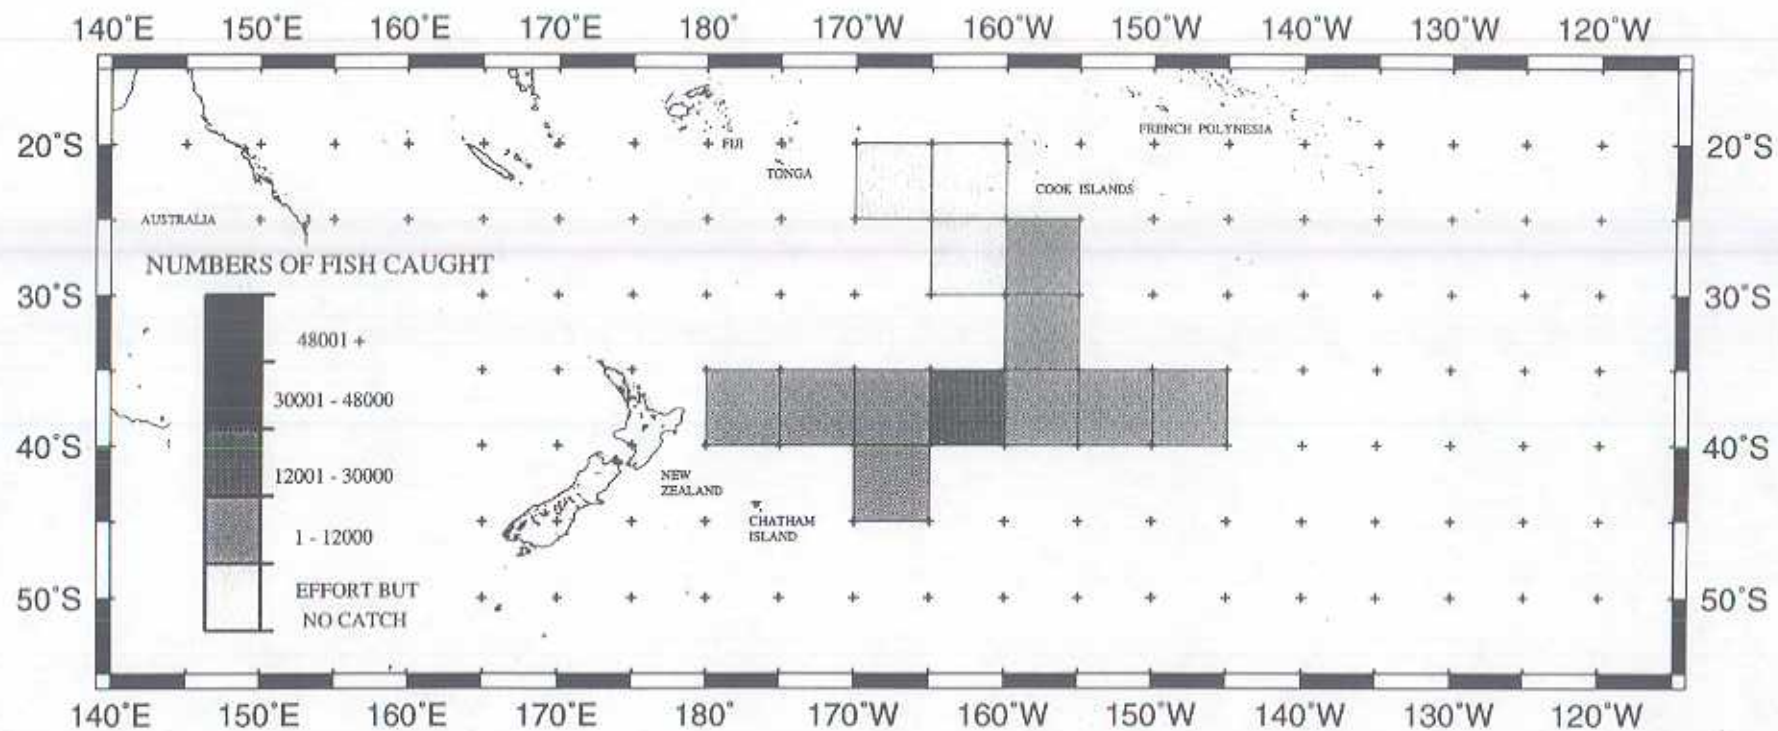 140˚E 150˚E 160˚E 170˚E 180˚ 170˚W 160˚W 150˚W 140˚W 130˚W 120˚W
FRENCH POLYNESIA
20˚S 20˚S
FIJI
TONGA
COOK ISLANDS
AUSTRALIA
NUMBERS OF FISH CAUGHT
30˚S 30˚S
48001 +
30001 - 48000
40˚S 40˚S
12001 - 30000
NEW
ZEALAND
CHATHAM
ISLAND
1 - 12000
EFFORT BUT
NO CATCH
50˚S 50˚S
140˚E 150˚E 160˚E 170˚E 180˚ 170˚W 160˚W 150˚W 140˚W 130˚W 120˚W